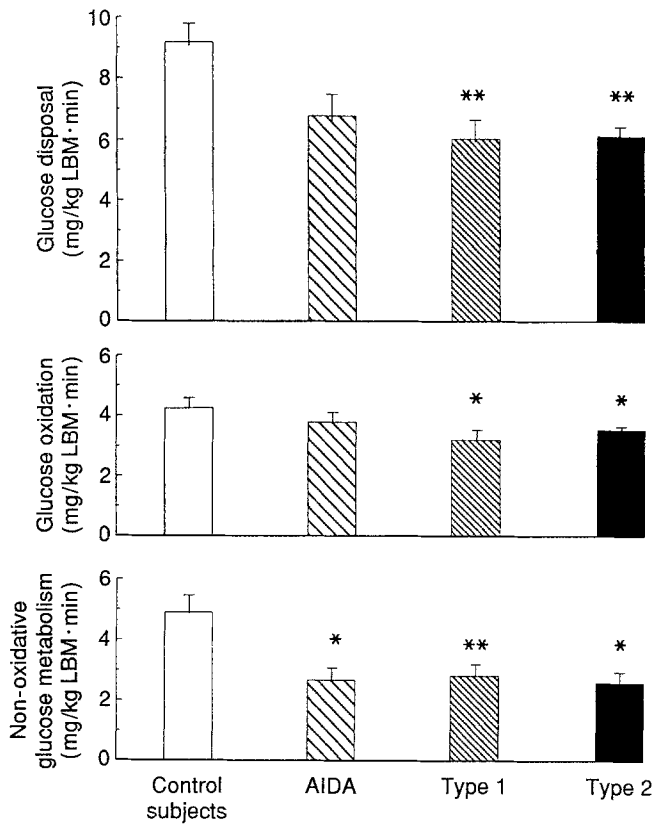 Glucose disposal
(mg/kg LBM·min)
10
8
6
4
2
0
**
**
Glucose oxidation
(mg/kg LBM·min)
6
4
2
0
*
*
Non-oxidative
glucose metabolism
(mg/kg LBM·min)
6
4
2
0
*
**
*
Control
subjects
AIDA
Type 1
Type 2